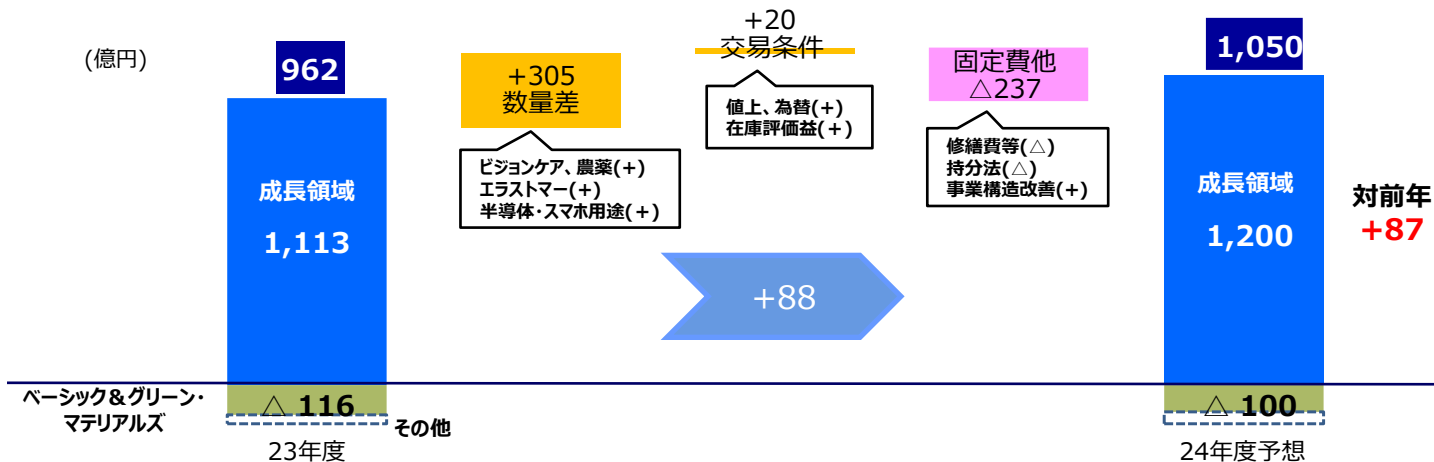 (億円)
962
成長領域
1,113
+305
数量差
ビジョンケア、農薬(+)
エラストマー(+)
半導体・スマホ用途(+)
+20
交易条件
値上、為替(+)
在庫評価益(+)
固定費他
△237
修繕費等(△)
持分法(△)
事業構造改善(+)
+88
1,050
成長領域
1,200
対前年
+87
ベーシック&グリーン・
マテリアルズ
△ 116
その他
△ 100
23年度
24年度予想